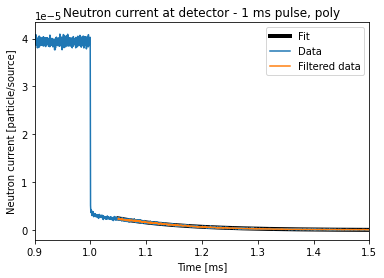 Neutron current at detector - 1 ms pulse, poly
1e-5
Fit
Data
Filtered data
Neutron current [particle/source]
4
3
2
1
0
0.9 1.0 1.1 1.2 1.3 1.4 1.5
Time [ms]